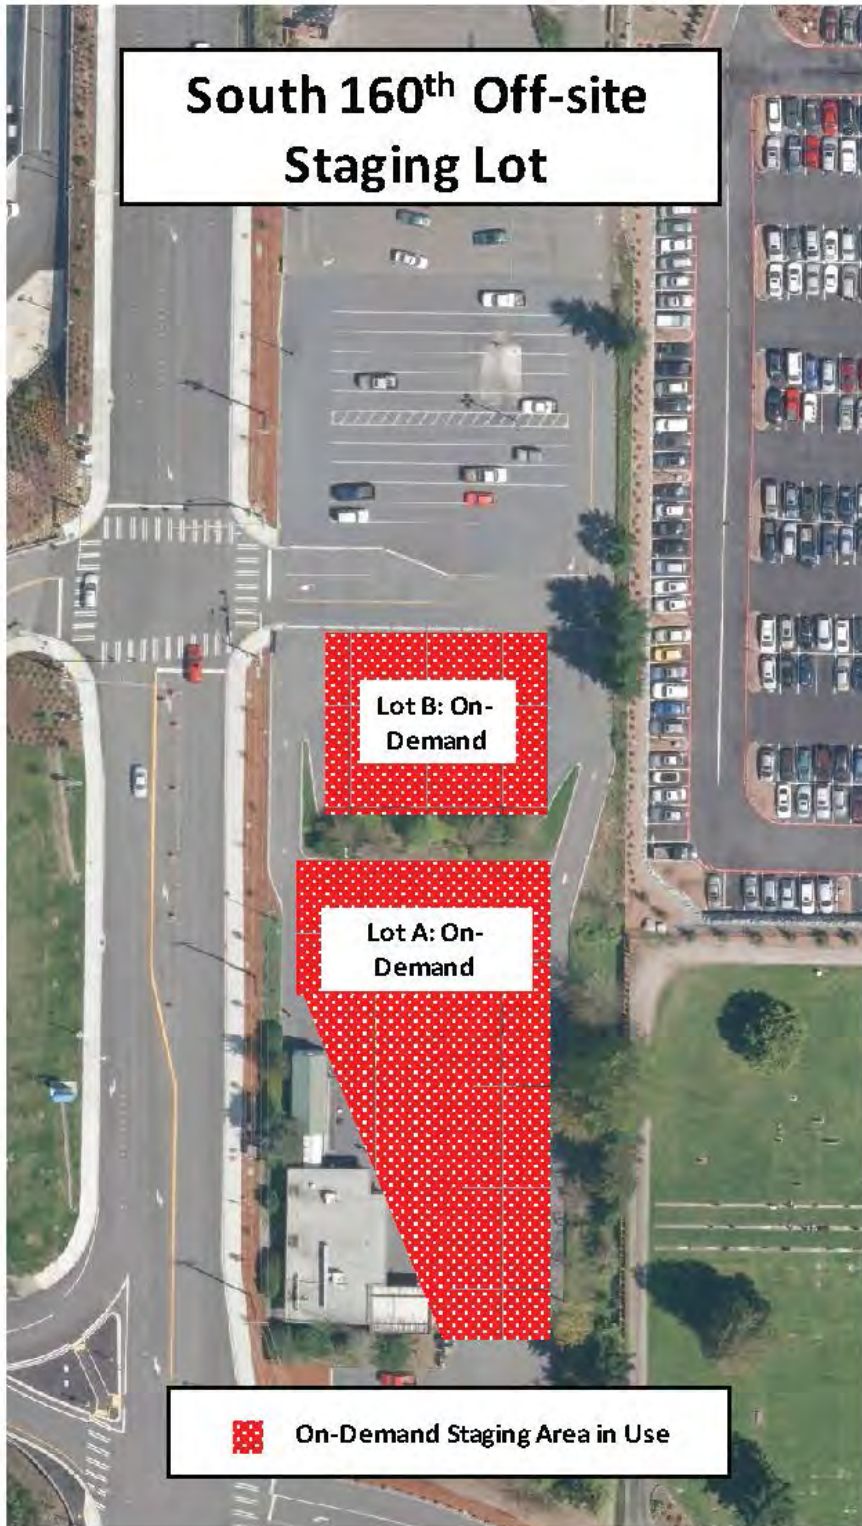 South 160th Off-site
Staging Lot
Lot B: On-
Demand
Lot A: On-
Demand
On-Demand Staging Area in Use